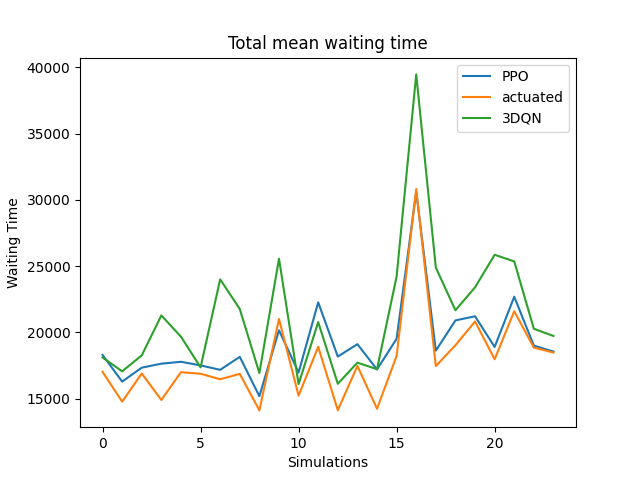 Total mean waiting time
PPO
actuated
3DQN
40000
35000
30000
25000
20000
15000
Waiting Time
0 5 10 15 20
Simulations